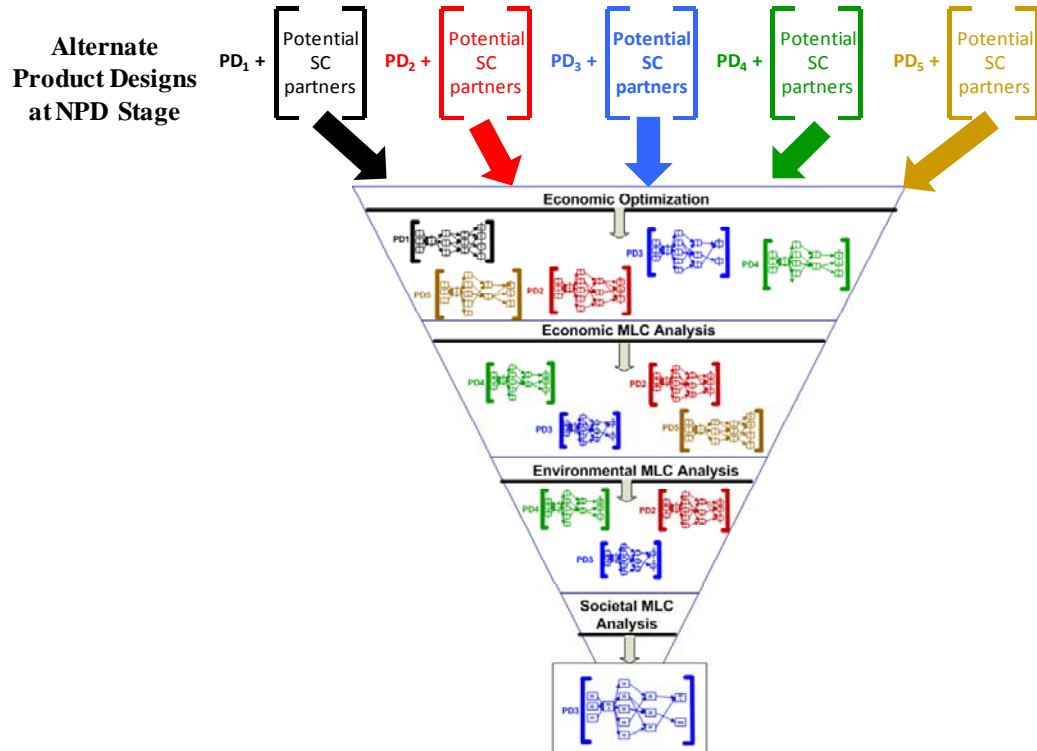 Alternate
Product Designs
at NPD Stage
PD1 +
Potential
SC
partners
PD2 +
Potential
SC
partners
PD3 +
Potential
SC
partners
PD4 +
Potential
SC
partners
PD5 +
Potential
SC
partners
Economic Optimization
PD1
PD3
PD4
PD5
PD2
Economic MLC Analysis
PD4
PD2
PD3
PD5
Environmental MLC Analysis
PD4
PD2
PD3
Societal MLC
Analysis
PD3